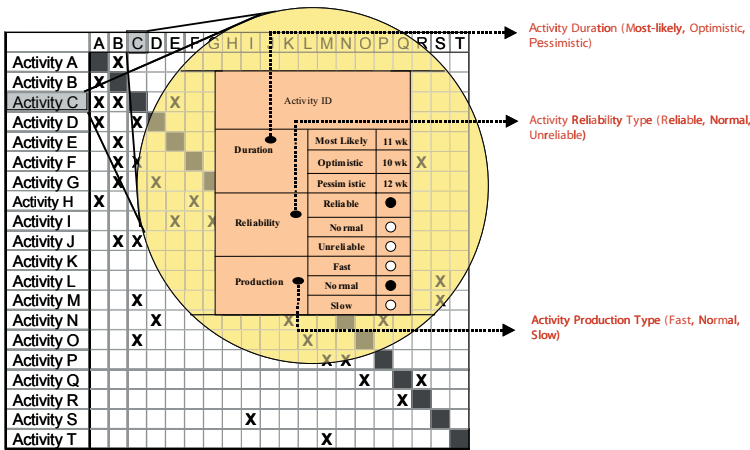 A B C D E F G H I J K L M N O P Q R S T
Activity A X
Activity B X
Activity C X X X
Activity D X X
Activity E X
Activity F X X X
Activity G X X
Activity H X X
Activity I X X
Activity J X X
Activity K
Activity L X
Activity M X X
Activity N X X X
Activity O X X
Activity P X X
Activity Q X X
Activity R X
Activity S X
Activity T X
Activity ID
Duration
Most Likely 11 wk
Optimistic 10 wk
Pessimistic 12 wk
Reliability
Reliable
Normal
Unreliable
Production
Fast
Normal
Slow
Activity Duration (Most-likely, Optimistic,
Pessimistic)
Activity Reliability Type (Reliable, Normal,
Unreliable)
Activity Production Type (Fast, Normal,
Slow)